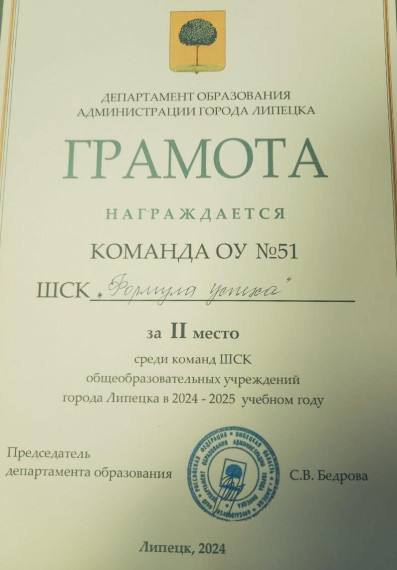 ДЕПАРТАМЕНТ ОБРАЗОВАНИЯ
АДМИНИСТРАЦИИ ГОРОДА ЛИПЕЦКА
ГРАМОТА
НАГРАЖДАЕТСЯ
КОМАНДА ОУ №51
ШСК „Формула успеха"
за II место
среди команд ШСК
общеобразовательных учреждений
города Липецка в 2024 - 2025 учебном году
Председатель
департамента образования
С.В. Бедрова
Липецк, 2024